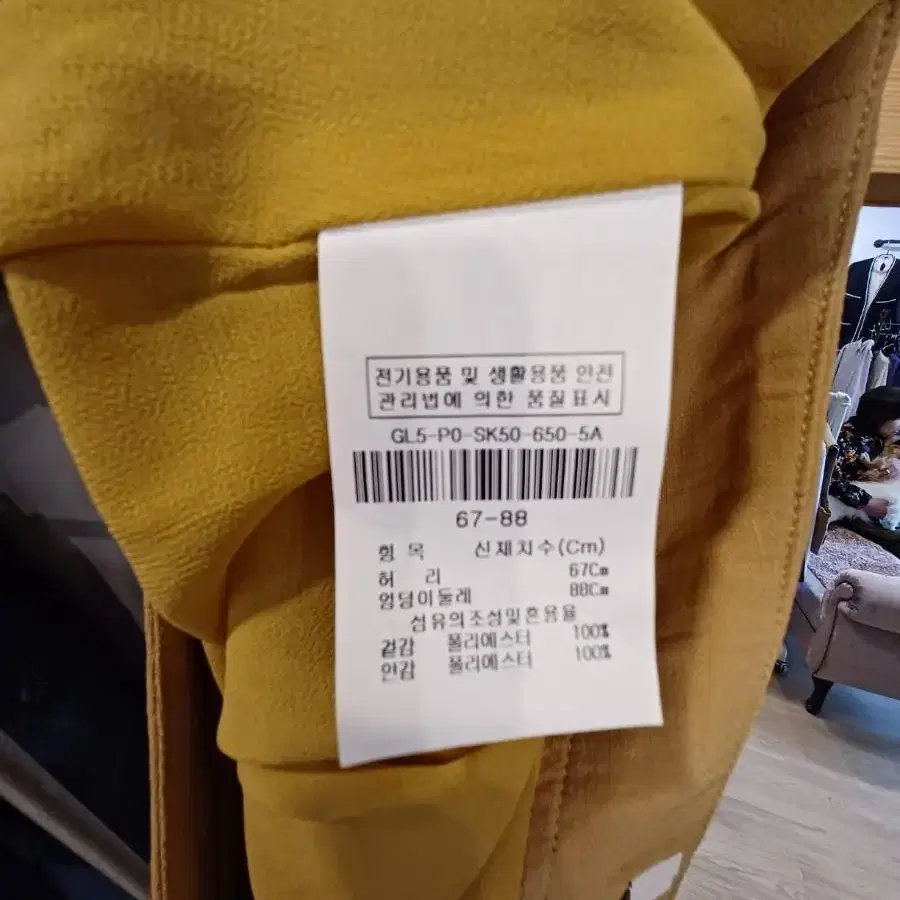 전기용품 및 생활용품 안전
관리법에 의한 품질표시
GL5-P0-SK50-650-5A
67-88
항 목 신체치수(Cm)
허 리 67Cm
엉덩이둘레 88Cm
섬유의조성및혼용율
겉감 폴리에스터 100%
안감 폴리에스터 100%